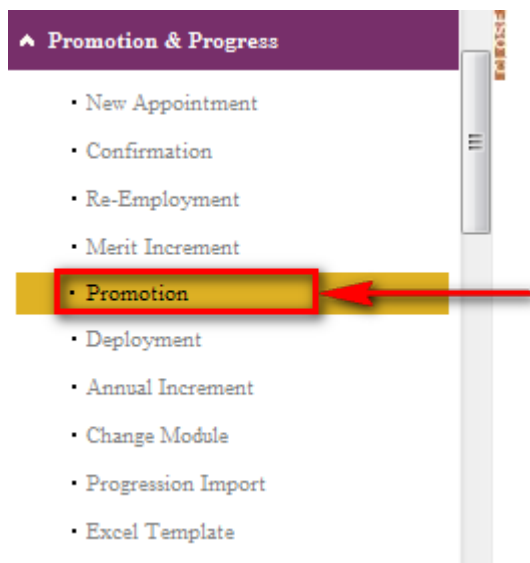 Promotion & Progress
CLOSE
New Appointment
Confirmation
Re-Employment
Merit Increment
Promotion
Deployment
Annual Increment
Change Module
Progression Import
Excel Template